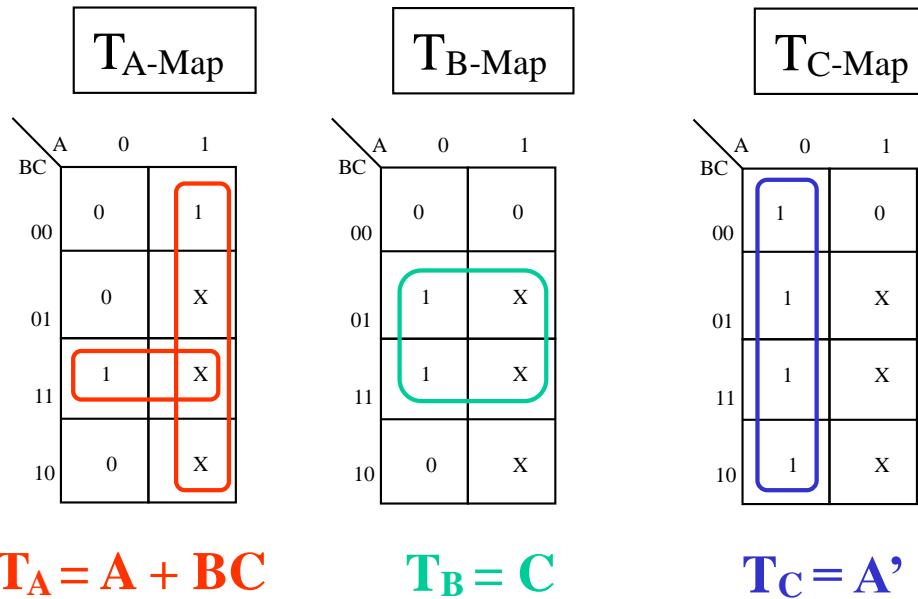 TA-Map TB-Map TC-Map
A 0 1 A 0 1 A 0 1
BC BC BC
00 0 1 00 0 0 00 1 0
01 0 X 01 1 X 01 1 X
11 1 X 11 1 X 11 1 X
10 0 X 10 0 X 10 1 X
TA = A + BC TB = C TC = A’